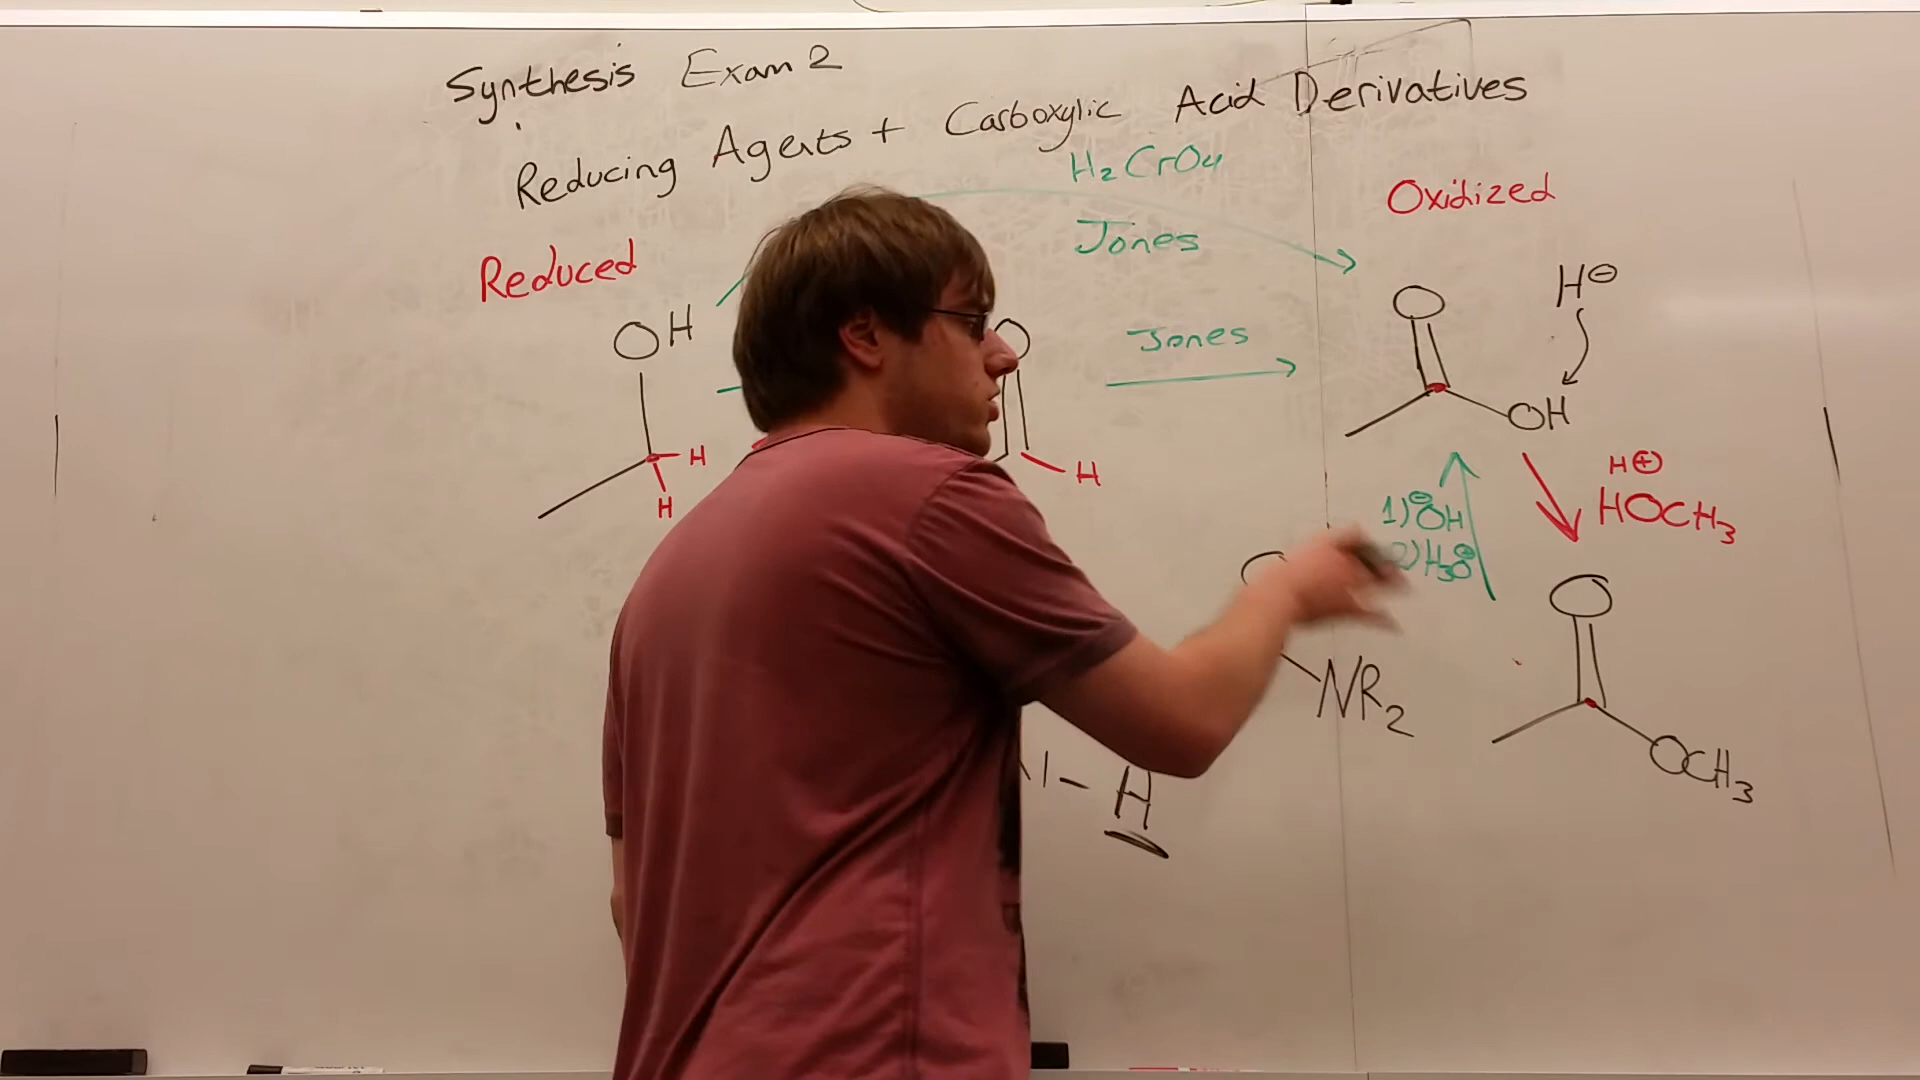 Synthesis Exam 2
Reducing Agents + Carboxylic Acid Derivatives
H₂CrO₄
Jones
Reduced
Oxidized
OH
H
H
O
H
Jones
O
OH
H⊖
H⊕
HOCH₃
1) ⊖OH
2) H₃O⊕
NR₂
O
OCH₃
Al-H